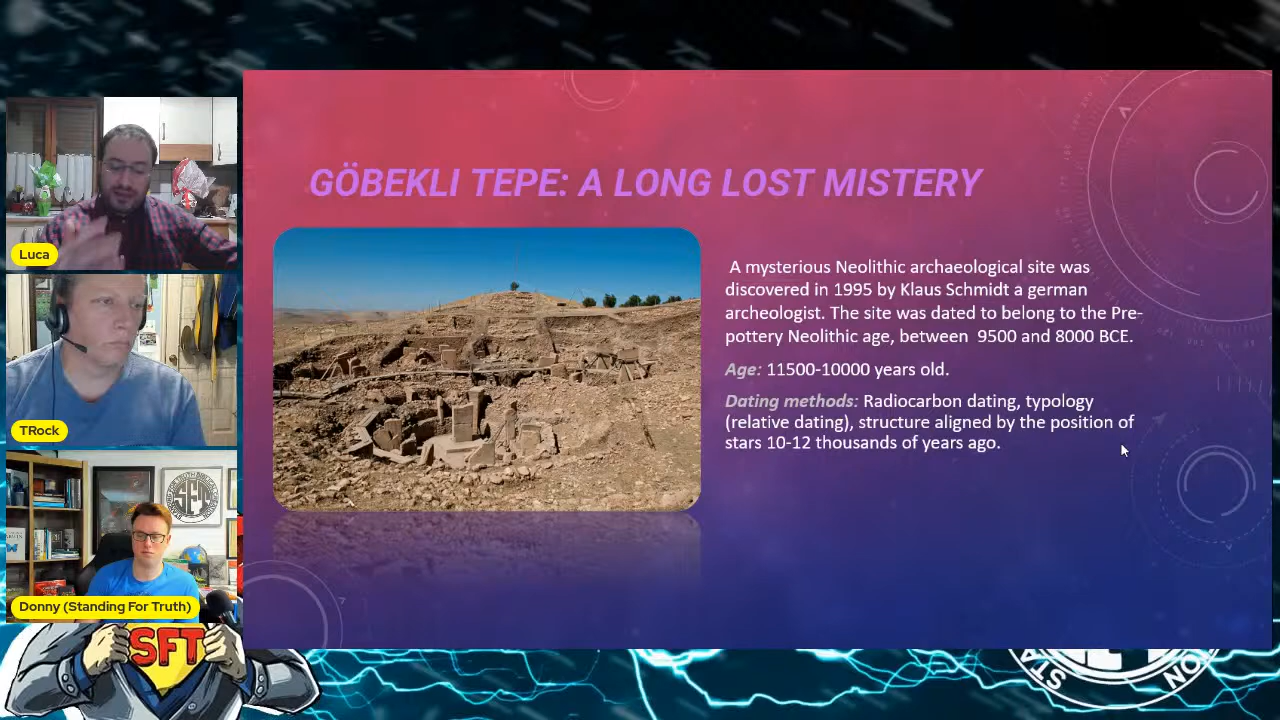 GÖBEKLI TEPE: A LONG LOST MISTERY
A mysterious Neolithic archaeological site was
discovered in 1995 by Klaus Schmidt a german
archeologist. The site was dated to belong to the Pre-
pottery Neolithic age, between 9500 and 8000 BCE.
Age: 11500-10000 years old.
Dating methods: Radiocarbon dating, typology
(relative dating), structure aligned by the position of
stars 10-12 thousands of years ago.
Luca
TRock
SFT
Donny (Standing For Truth)
SFT